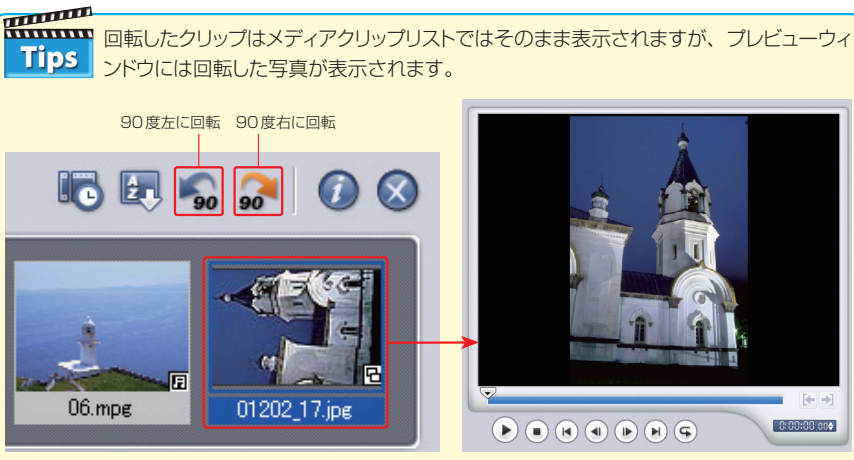 Tips
回転したクリップはメディアクリップリストではそのまま表示されますが、プレビューウィ
ンドウには回転した写真が表示されます。
90度左に回転 90度右に回転
A
Z
90
90
i
06.mpg
01202_17.jpg
0:00:00.00